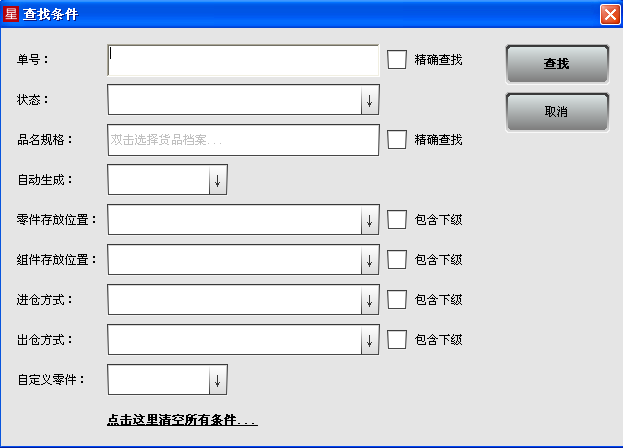 星 查找条件
单号：
精确查找
查找
状态：
取消
品名规格：
双击选择货品档案...
精确查找
自动生成：
零件存放位置：
包含下级
组件存放位置：
包含下级
进仓方式：
包含下级
出仓方式：
包含下级
自定义零件：
点击这里清空所有条件...